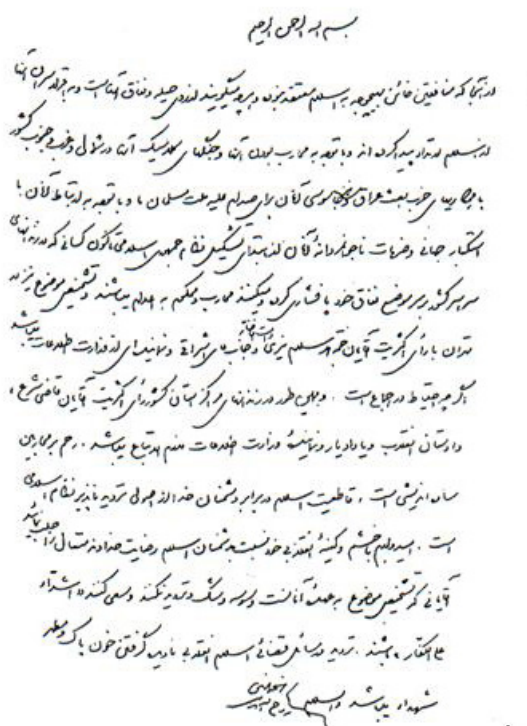 بسم الله الرحمن الرحیم
از آنجا که منافقین خائن بهیچوجه به اسلام معتقد نبوده و هر چه میگویند از روی حیله و نفاق آنهاست و به اقرار سران آنها
از اسلام ارتداد پیدا کرده اند و با توجه به محارب بودن آنها و جنگهای کلاسیک آنها در شمال و غرب و جنوب کشور
با همکاریهای حزب بعث عراق و نیز جاسوسی آنان برای صدام علیه ملت مسلمان ما و با توجه به ارتباط آنان با
استکبار جهانی و ضربات ناجوانمردانه آنان از ابتدای تشکیل نظام جمهوری اسلامی تا کنون کسانی که در زندانهای
سراسر کشور بر سر موضع نفاق خود پافشاری کرده و میکنند محارب و محکوم به اعدام میباشند و تشخیص موضوع نیز در
تهران با رأی اکثریت آقایان حجة الاسلام نیری دامت افاضاته و جناب آقای اشراقی و نماینده ای از وزارت اطلاعات میباشد
اگر چه احتیاط در اجماع است . و همین طور در زندانهای مراکز استان کشور رأی اکثریت آقایان قاضی شرع ،
دادستان انقلاب و یا دادیار و نماینده وزارت اطلاعات لازم الاتباع میباشد . رحم بر محاربین
ساده اندیشی است ، قاطعیت اسلام در برابر دشمنان خدا از اصول تردید ناپذیر نظام اسلامی
است . امیدوارم با خشم و کینه انقلابی خود نسبت به دشمنان اسلام رضایت خداوند متعال را جلب نمائید
آقایانی که تشخیص موضوع به عهده آنان است وسوسه و شک و تردید نکنند و سعی کنند « اشداء
علی الکفار » باشند . تردید در مسائل قضائی اسلام انقلابی نادیده گرفتن خون پاک و مطهر
شهداء میباشد والسلام
روح الله الموسوی الخمینی